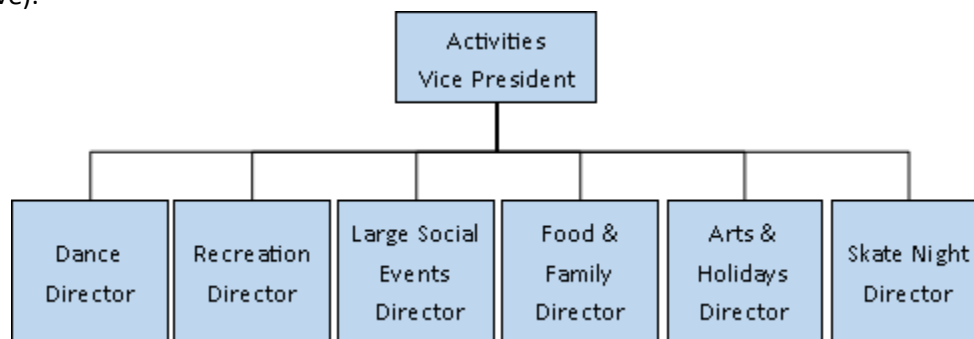 ve).
Activities
Vice President
Dance
Director
Recreation
Director
Large Social
Events
Director
Food &
Family
Director
Arts &
Holidays
Director
Skate Night
Director